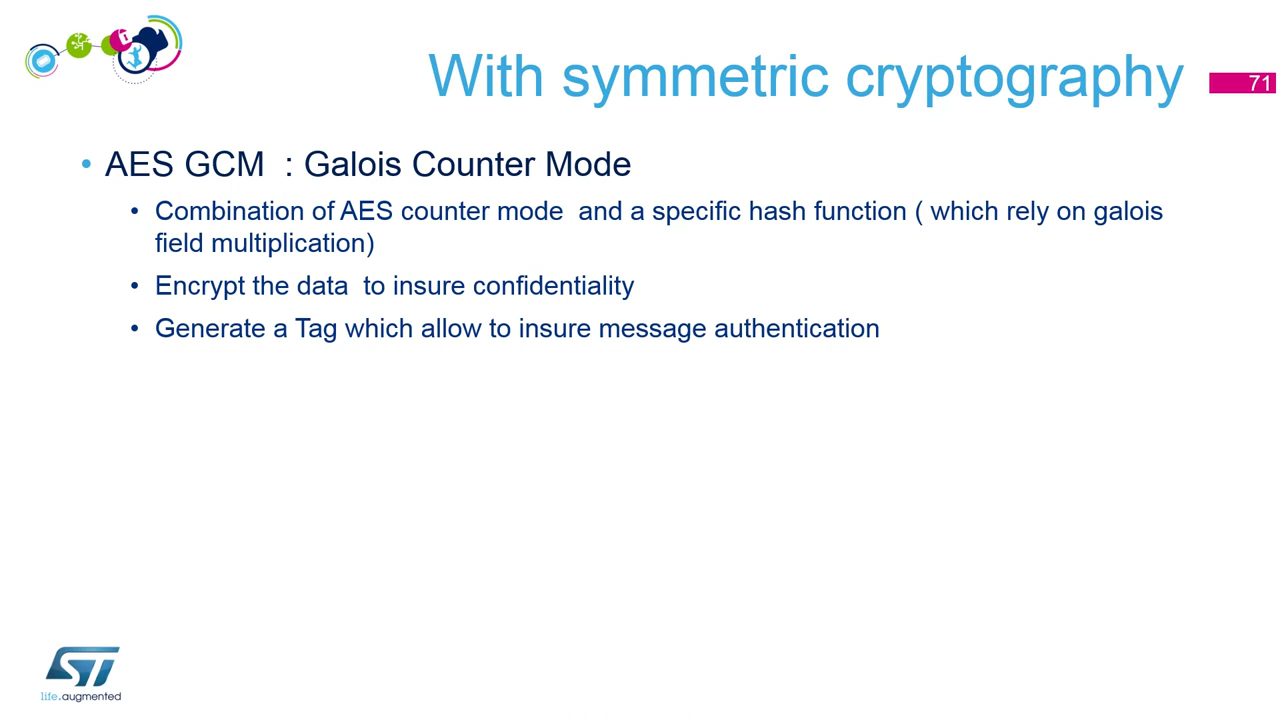 With symmetric cryptography
71
• AES GCM : Galois Counter Mode
• Combination of AES counter mode and a specific hash function ( which rely on galois
field multiplication)
• Encrypt the data to insure confidentiality
• Generate a Tag which allow to insure message authentication
ST
life.augmented